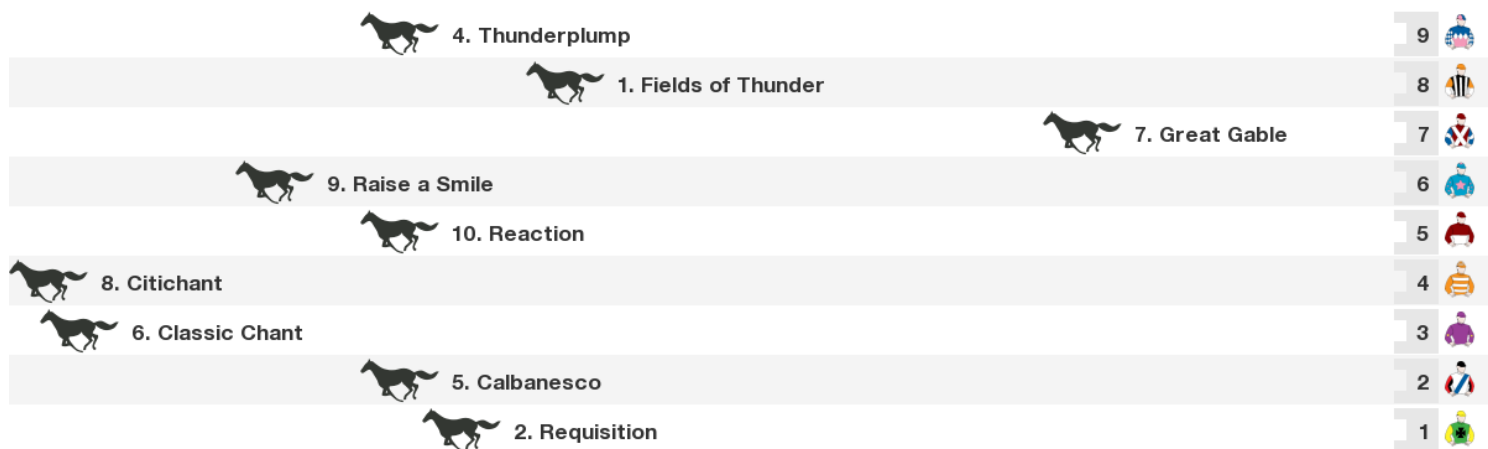 4. Thunderplump 9
1. Fields of Thunder 8
7. Great Gable 7
9. Raise a Smile 6
10. Reaction 5
8. Citichant 4
6. Classic Chant 3
5. Calbanesco 2
2. Requisition 1